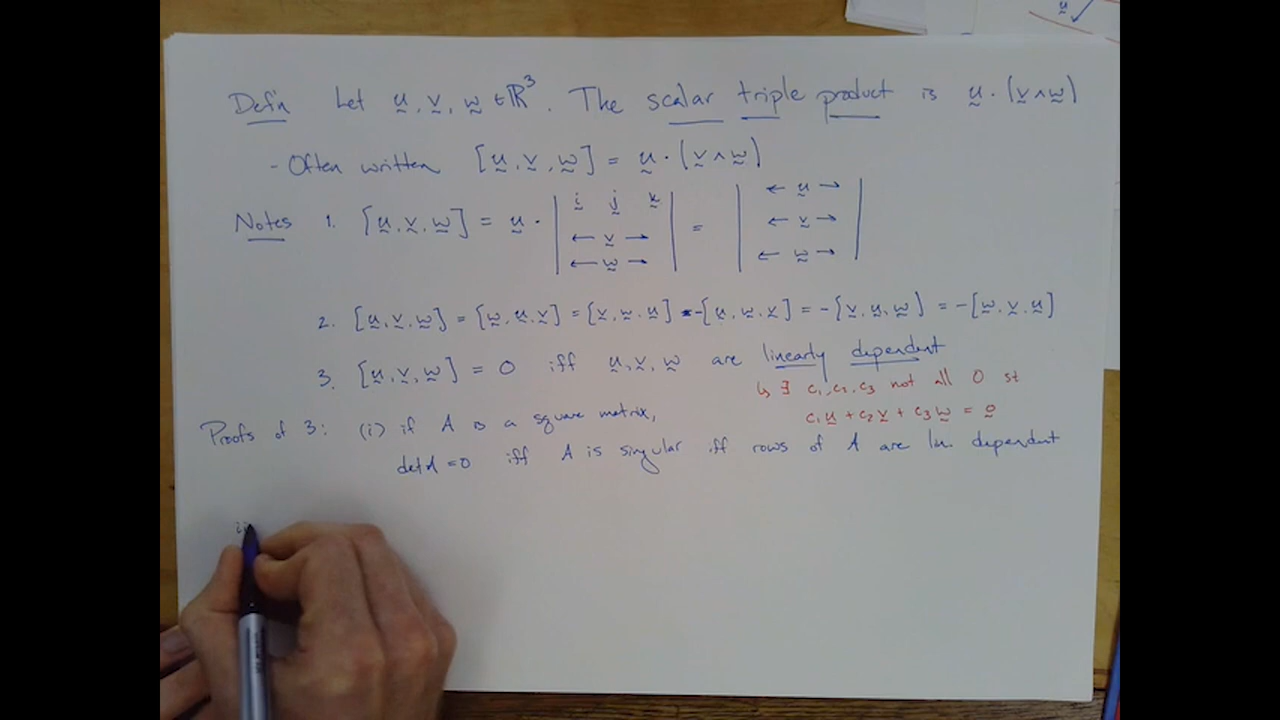 Defn Let u, v, w ∈ ℝ³. The scalar triple product is u · (v ∧ w)
- Often written [u, v, w] = u · (v ∧ w)
Notes 1. [u, v, w] = u · | i j k | = | ← u → |
| ← v → | | ← v → |
| ← w → | | ← w → |
2. [u, v, w] = [w, u, v] = [v, w, u] = -[u, w, v] = -[v, u, w] = -[w, v, u]
3. [u, v, w] = 0 iff u, v, w are linearly dependent
↳ ∃ c₁, c₂, c₃ not all 0 st
c₁u + c₂v + c₃w = 0
Proofs of 3: (i) if A is a square matrix,
det A = 0 iff A is singular iff rows of A are lin. dependent
ii
u